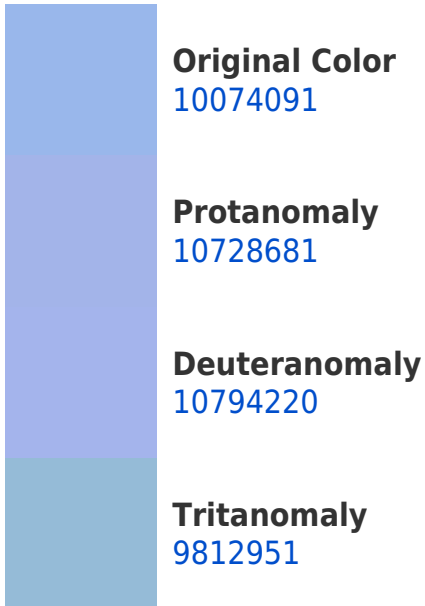 Original Color
10074091
Protanomaly
10728681
Deuteranomaly
10794220
Tritanomaly
9812951